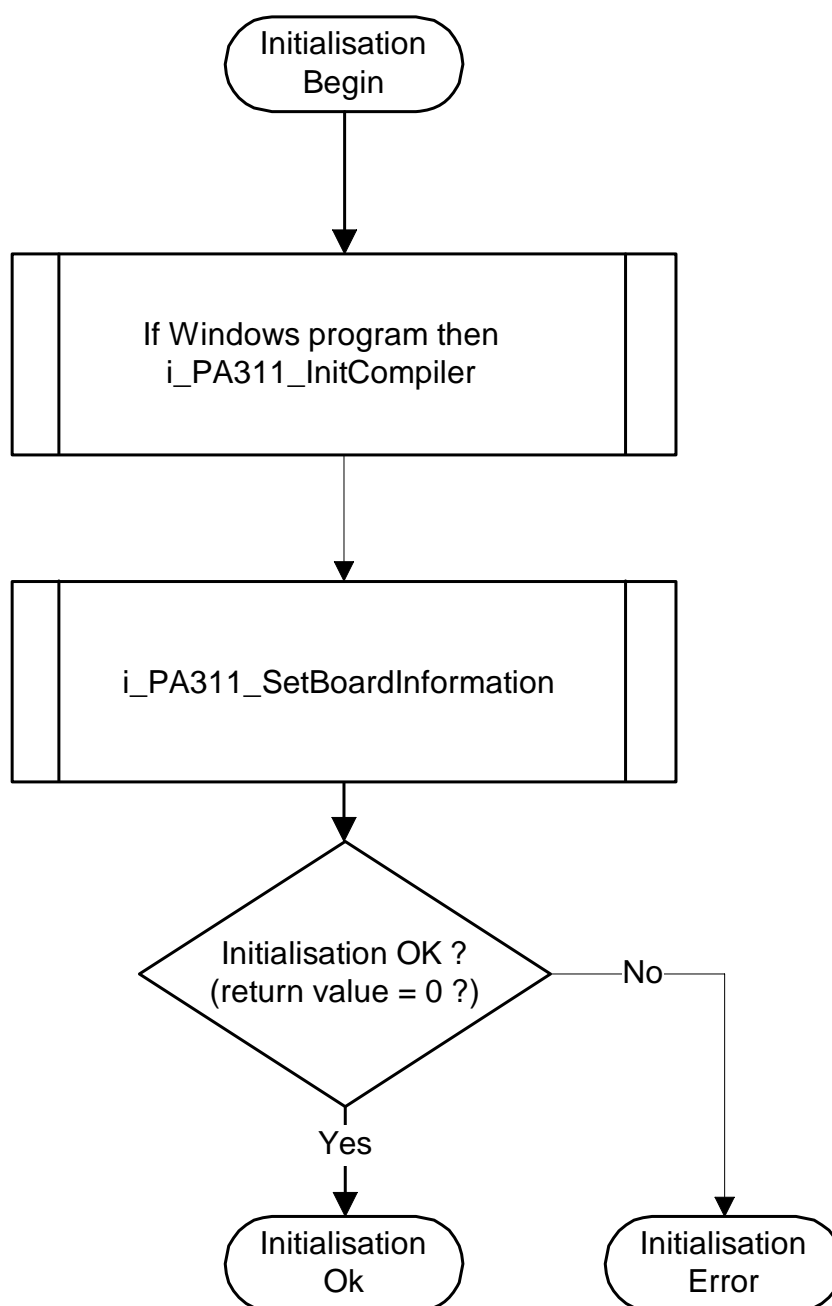 Initialisation
Begin
If Windows program then
i_PA311_InitCompiler
i_PA311_SetBoardInformation
Initialisation OK ?
(return value = 0 ?)
No
Yes
Initialisation
Ok
Initialisation
Error